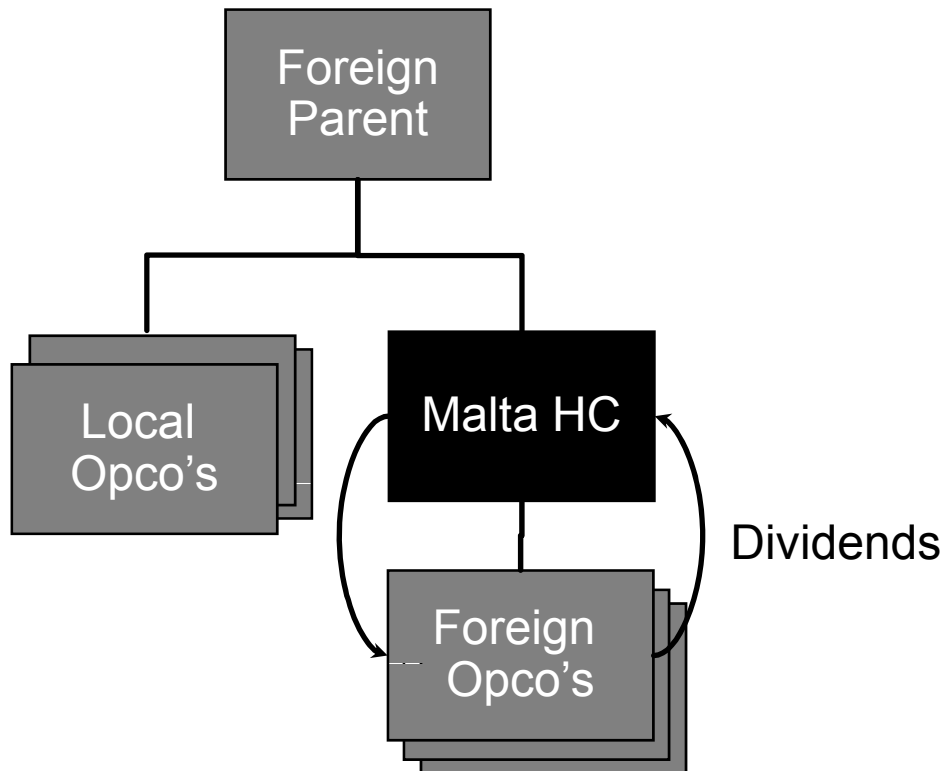 Foreign
Parent
Local
Opco’s
Malta HC
Dividends
Foreign
Opco’s